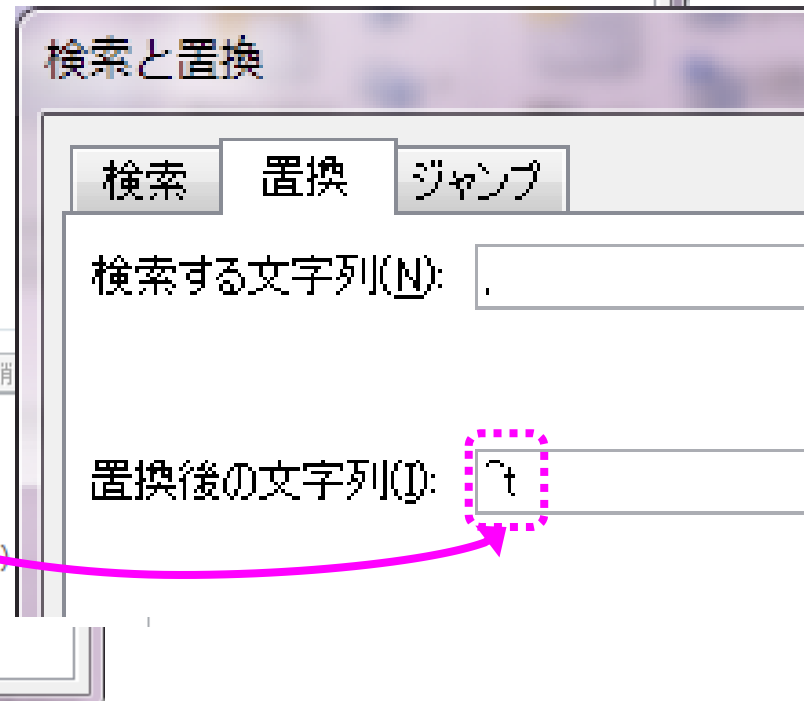 検索と置換
検索 置換 ジャンプ
検索する文字列(N): ,
置換後の文字列(I): ^t
消
)